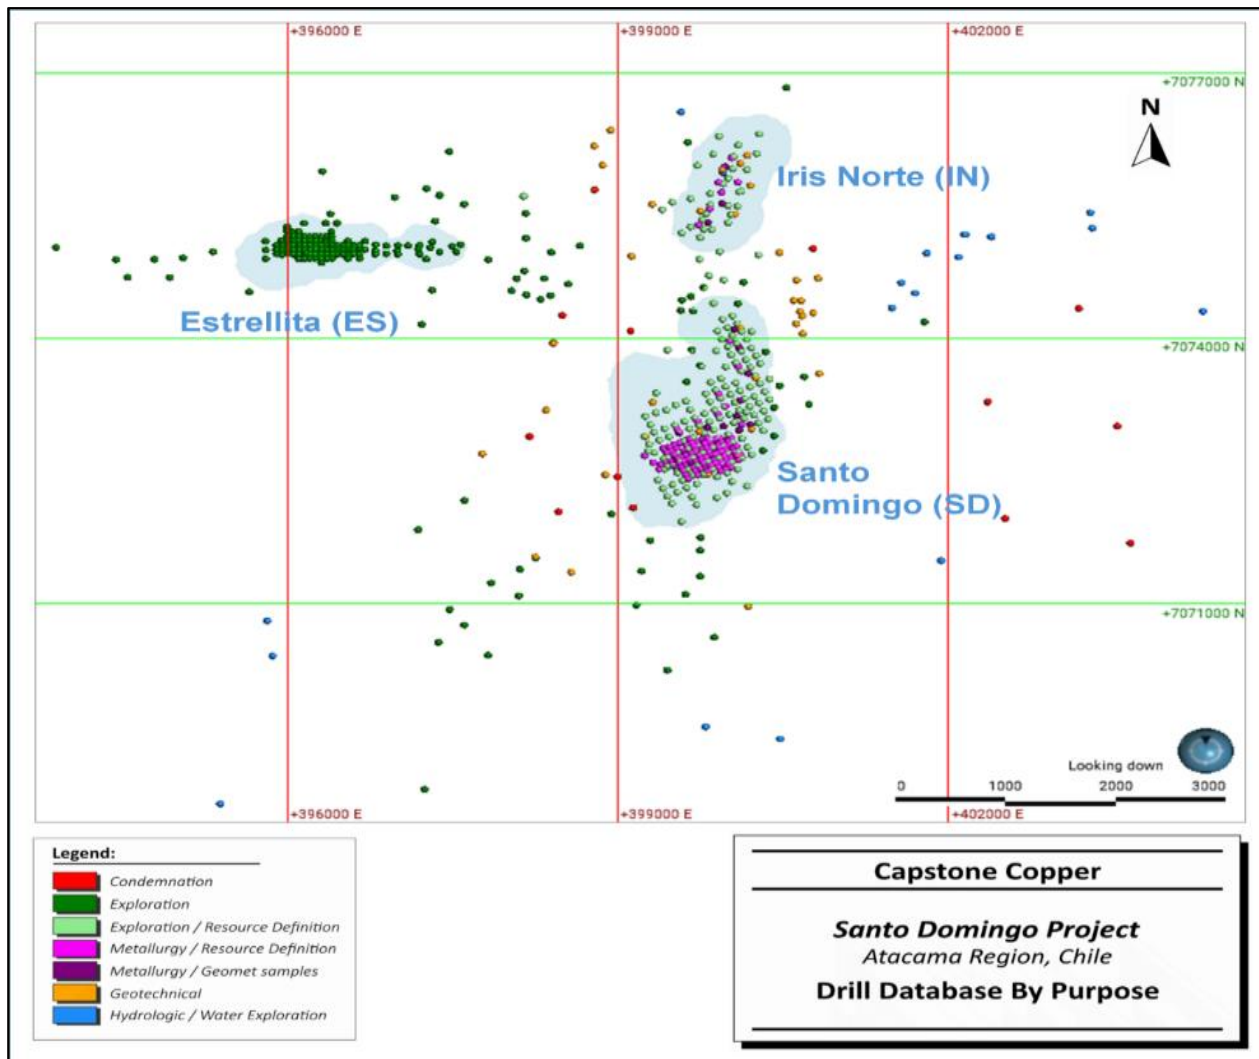 +396000 E
+399000 E
+402000 E
+7077000 N
N
Iris Norte (IN)
Estrellita (ES)
+7074000 N
Santo
Domingo (SD)
+7071000 N
Looking down
0 1000 2000 3000
+396000 E
+399000 E
+402000 E
Legend:
Condemnation
Exploration
Exploration / Resource Definition
Metallurgy / Resource Definition
Metallurgy / Geomet samples
Geotechnical
Hydrologic / Water Exploration
Capstone Copper
Santo Domingo Project
Atacama Region, Chile
Drill Database By Purpose